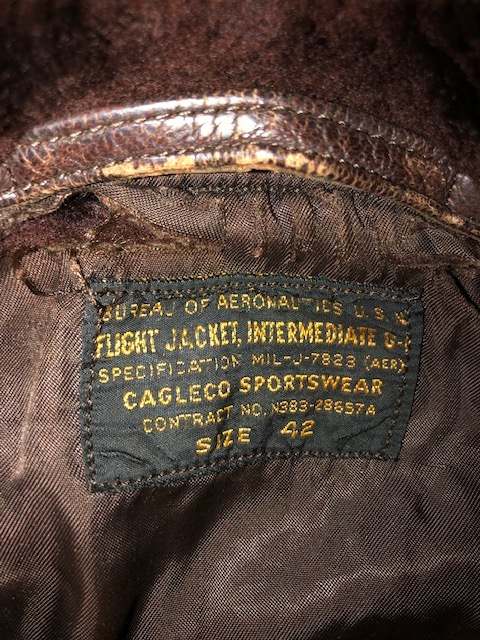 BUREAU OF AERONAUTICS U.S.N.
FLIGHT JACKET, INTERMEDIATE G-1
SPECIFICATION MIL-J-7823 (AER)
CAGLECO SPORTSWEAR
CONTRACT NO. N383-28657A
SIZE 42